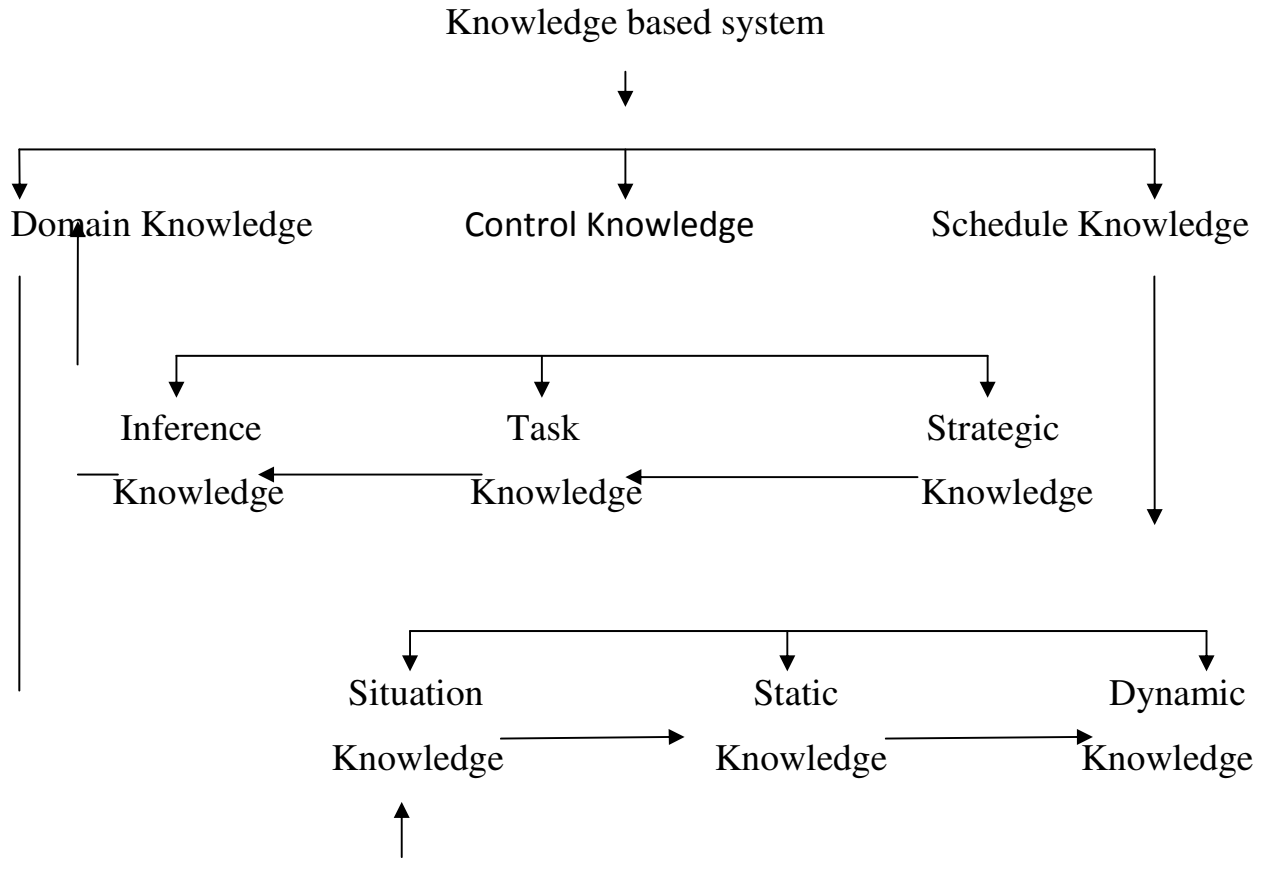 Knowledge based system
Domain Knowledge Control Knowledge Schedule Knowledge
Inference Task Strategic
Knowledge Knowledge Knowledge
Situation Static Dynamic
Knowledge Knowledge Knowledge